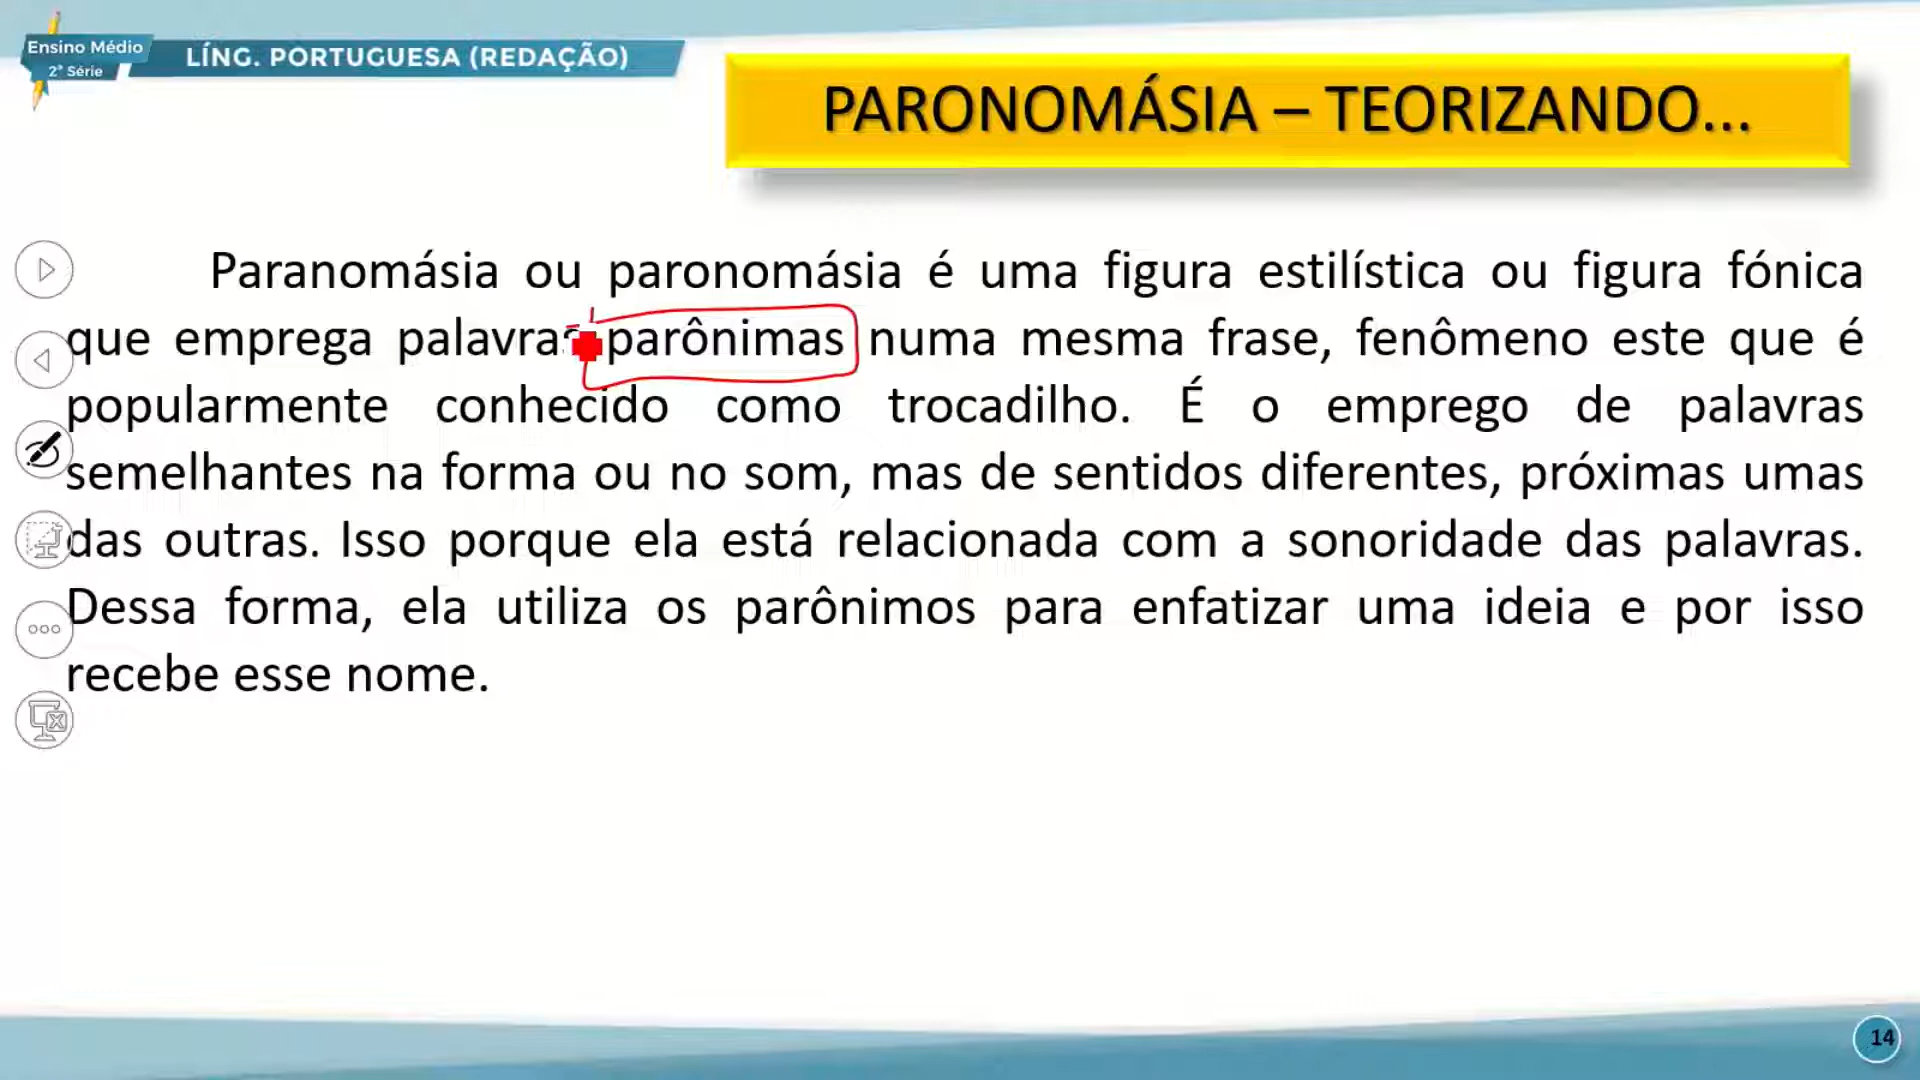 Ensino Médio
2ª Série
LÍNG. PORTUGUESA (REDAÇÃO)
PARONOMÁSIA – TEORIZANDO...
Paranomásia ou paronomásia é uma figura estilística ou figura fónica
que emprega palavras parônimas numa mesma frase, fenômeno este que é
popularmente conhecido como trocadilho. É o emprego de palavras
semelhantes na forma ou no som, mas de sentidos diferentes, próximas umas
das outras. Isso porque ela está relacionada com a sonoridade das palavras.
Dessa forma, ela utiliza os parônimos para enfatizar uma ideia e por isso
recebe esse nome.
14